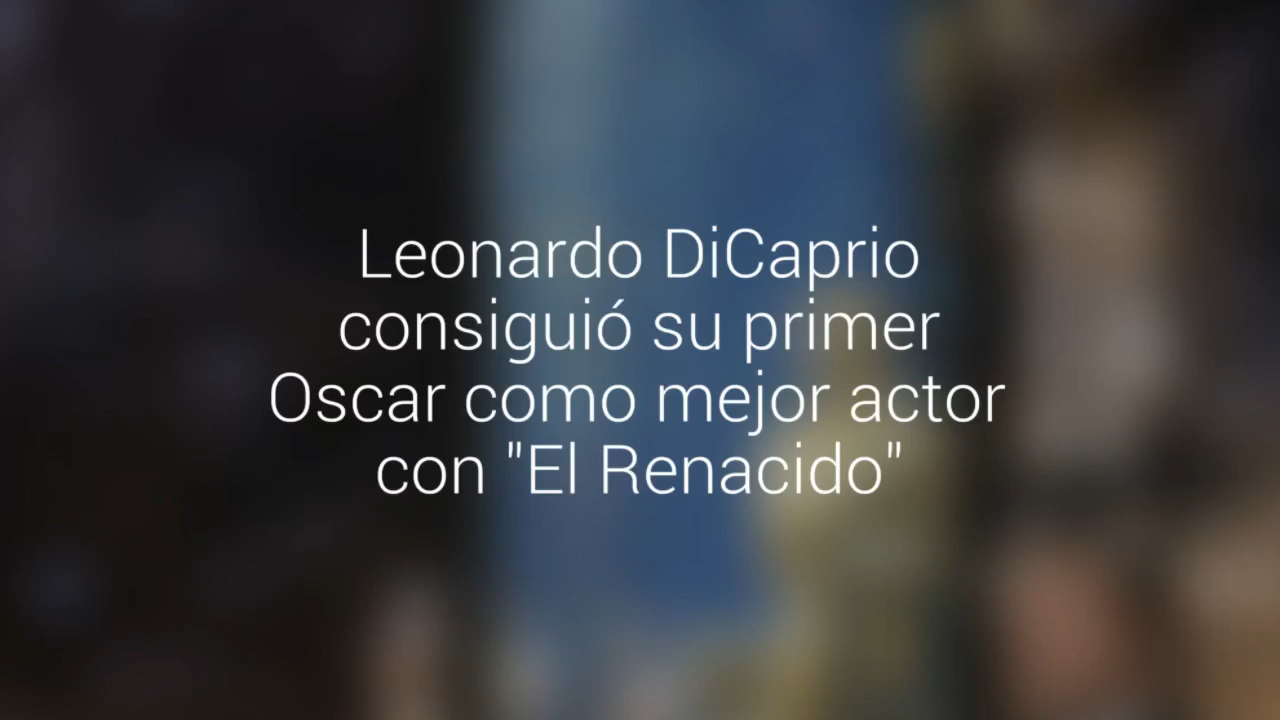 Leonardo DiCaprio
consiguió su primer
Oscar como mejor actor
con "El Renacido"